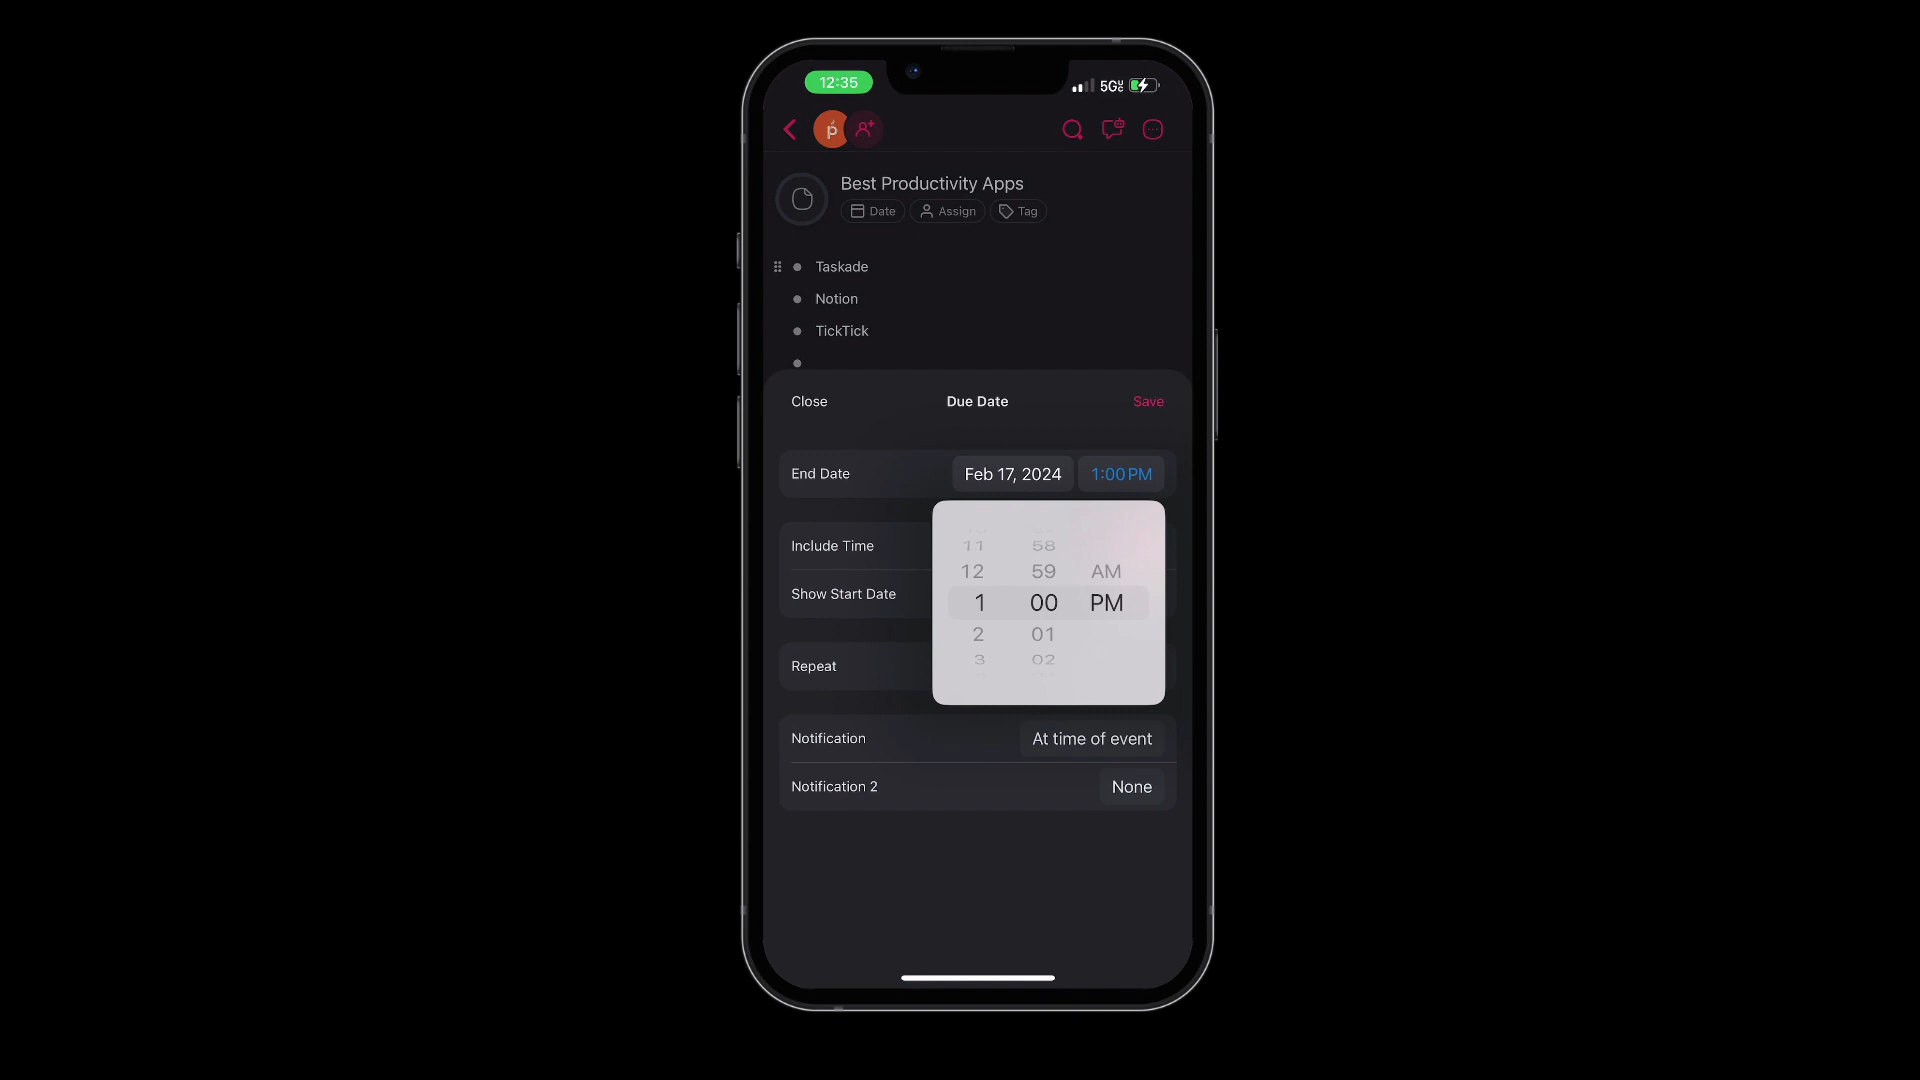 12:35
5G
p
Best Productivity Apps
Date Assign Tag
Taskade
Notion
TickTick
Close Due Date Save
End Date Feb 17, 2024 1:00 PM
11 58
Include Time
12 59 AM
Show Start Date 1 00 PM
2 01
3 02
Repeat
Notification At time of event
Notification 2 None